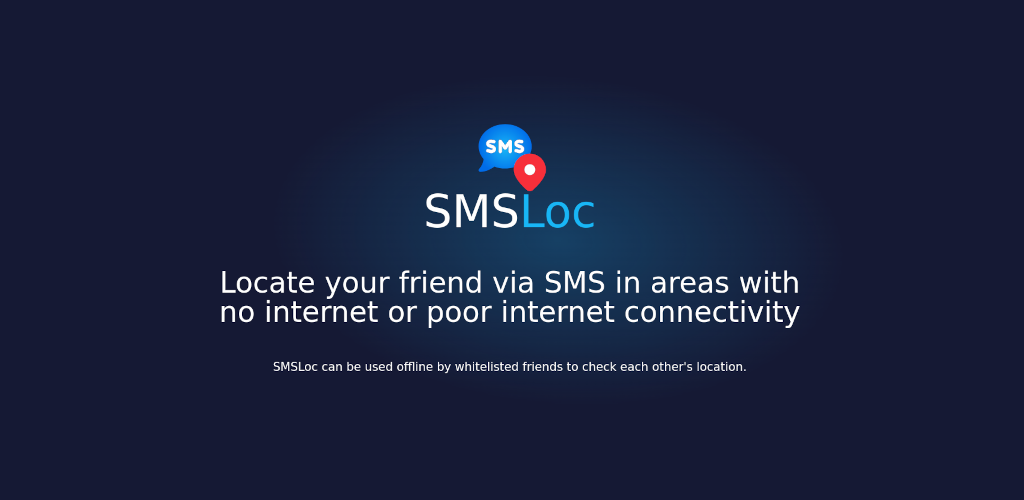 SMS
SMSLoc
Locate your friend via SMS in areas with
no internet or poor internet connectivity
SMSLoc can be used offline by whitelisted friends to check each other's location.